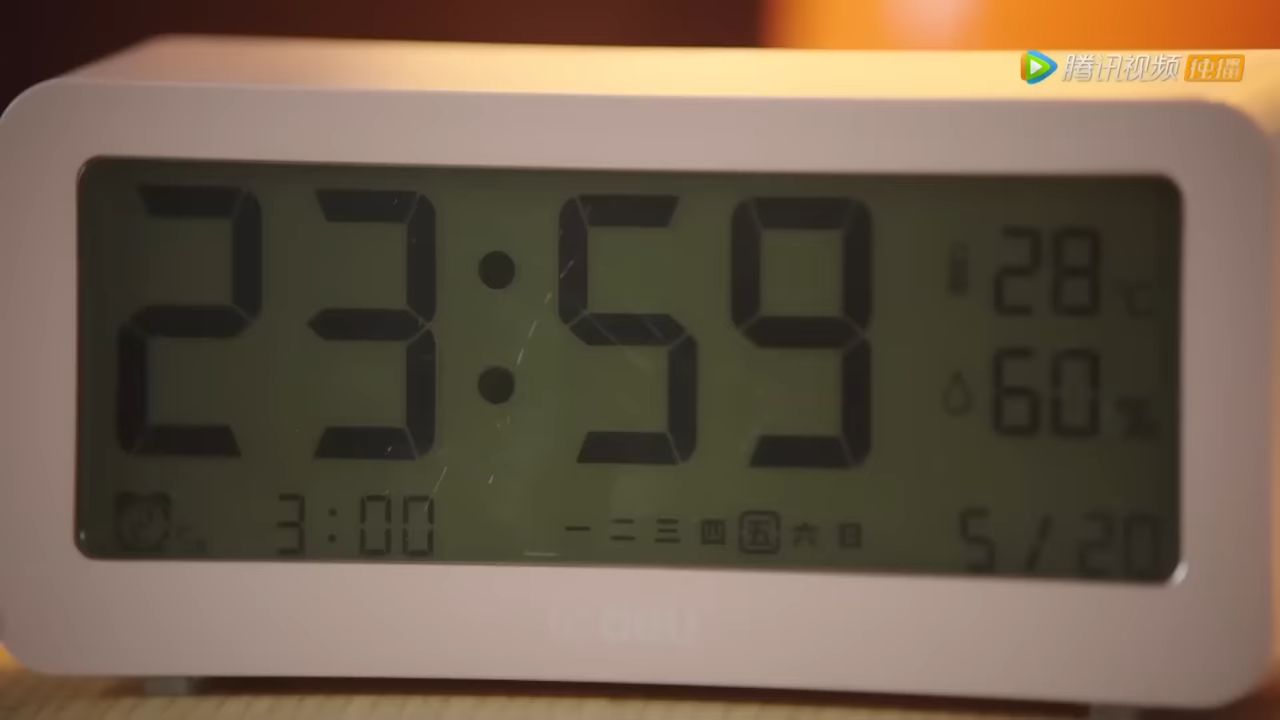 腾讯视频 独播
23:59
28 ℃
60 %
3:00
一 二 三 四 五 六 日
5/20